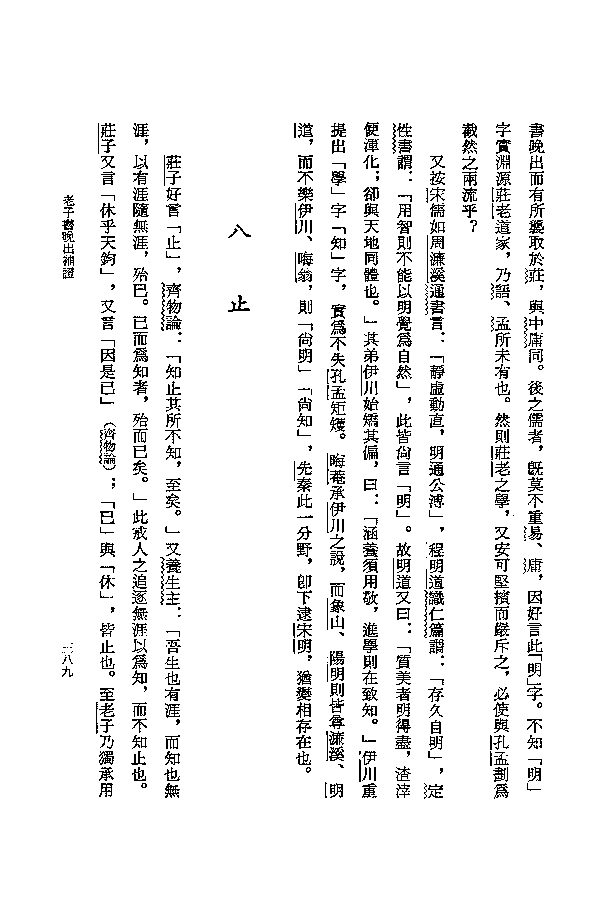 書晚出而有所襲取於莊，與中庸同。後之儒者，既莫不重易、庸，因好言此「明」字。不知「明」
字實淵源莊老道家，乃語、孟所未有也。然則莊老之學，又安可堅擯而嚴斥之，必使與孔孟劃為
截然之兩流乎？
又按宋儒如周濂溪通書言：「靜虛動直，明通公溥」，程明道識仁篇謂：「存久自明」，定
性書謂：「用智則不能以明覺為自然」，此皆尙言「明」。故明道又曰：「質美者明得盡，渣滓
便渾化；卻與天地同體也。」其弟伊川始矯其偏，曰：「涵養須用敬，進學則在致知。」伊川重
提出「學」字「知」字，實為不失孔孟矩矱。晦菴承伊川之說，而象山、陽明則皆尊濂溪、明
道，而不樂伊川、晦翁，則「尙明」「尙知」，先秦此一分野，卽下逮宋明，猶變相存在也。
八　止
莊子好言「止」，齊物論：「知止其所不知，至矣。」又養生主：「吾生也有涯，而知也無
涯，以有涯隨無涯，殆已。已而為知者，殆而已矣。」此戒人之追逐無涯以為知，而不知止也。
莊子又言「休乎天鈞」，又言「因是已」（齊物論）；「已」與「休」，皆止也。至老子乃獨承用
老子書晚出補證
三八九